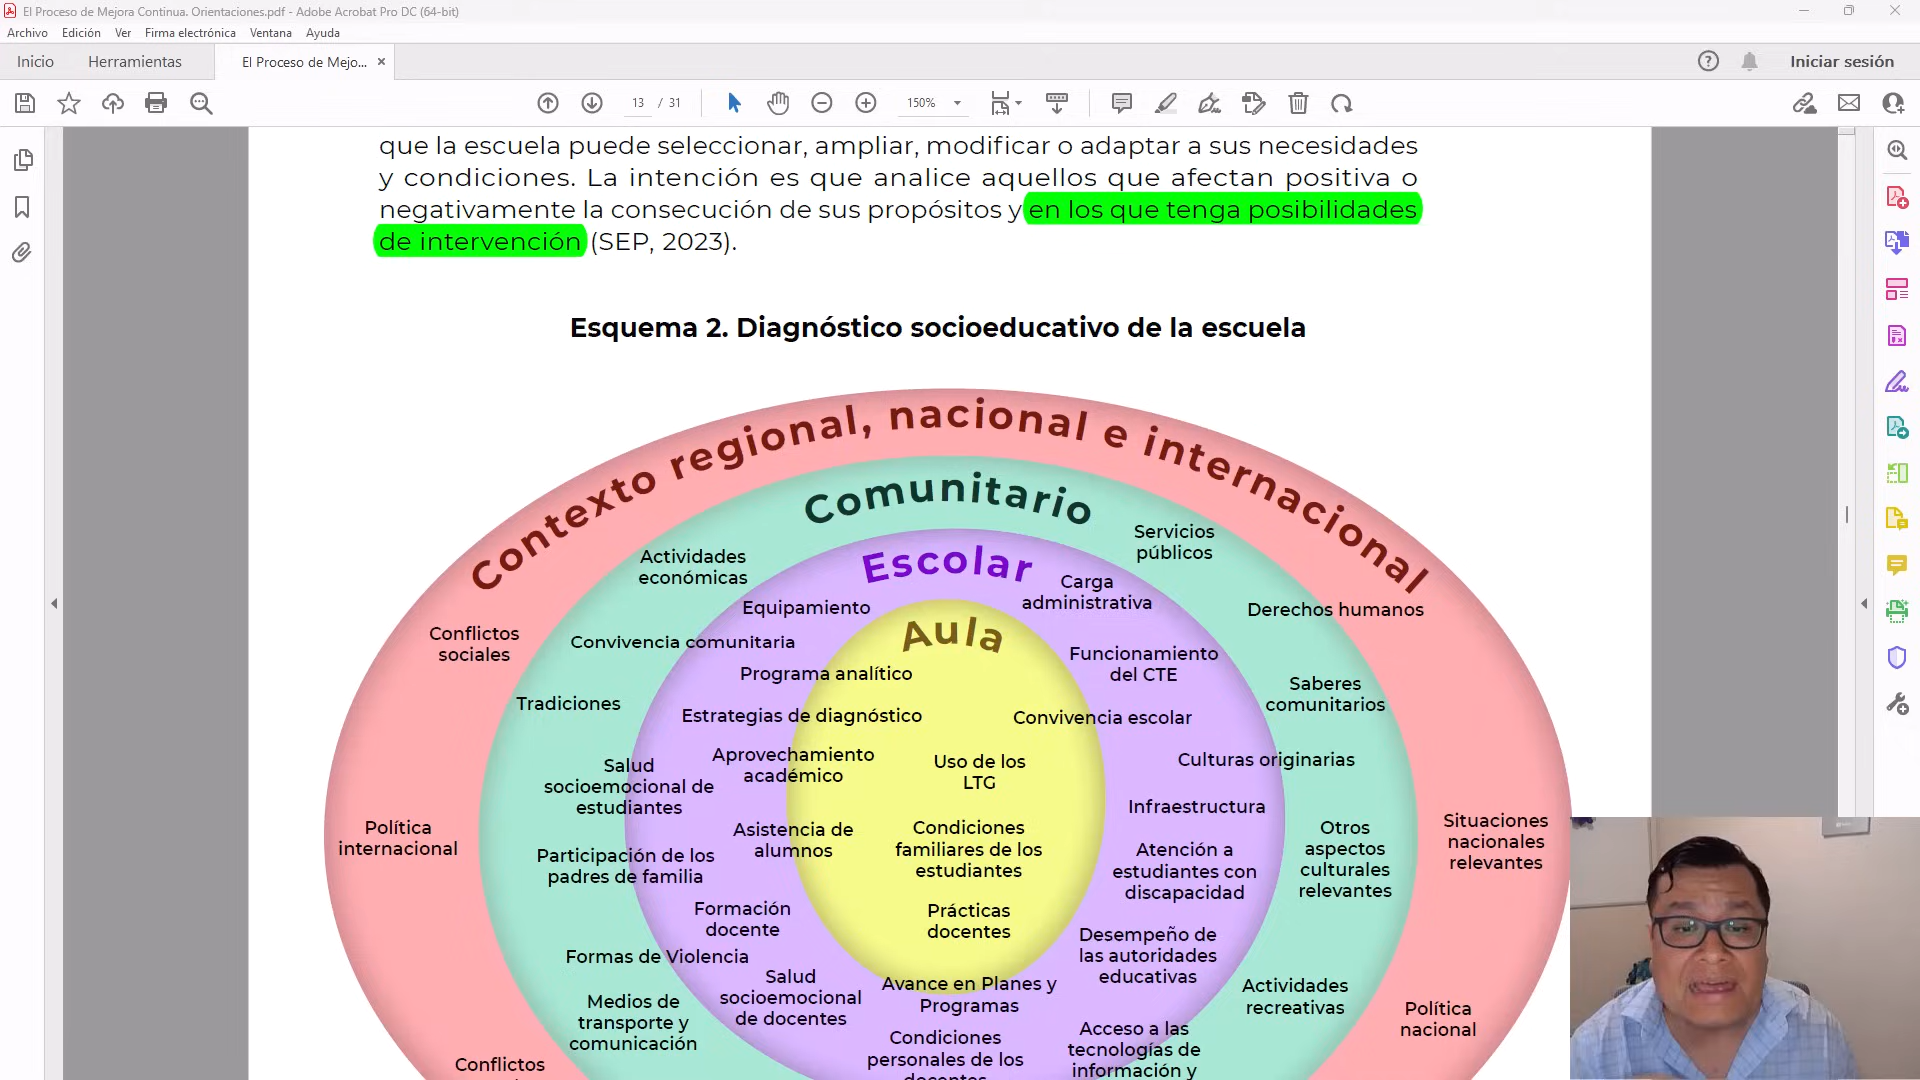 El Proceso de Mejora Continua. Orientaciones.pdf - Adobe Acrobat Pro DC (64-bit)
Archivo Edición Ver Firma electrónica Ventana Ayuda
Inicio Herramientas El Proceso de Mejo... × Iniciar sesión
13 / 31 150%
que la escuela puede seleccionar, ampliar, modificar o adaptar a sus necesidades
y condiciones. La intención es que analice aquellos que afectan positiva o
negativamente la consecución de sus propósitos y en los que tenga posibilidades
de intervención (SEP, 2023).
Esquema 2. Diagnóstico socioeducativo de la escuela
Contexto regional, nacional e internacional
Comunitario
Escolar
Aula
Servicios
públicos
Actividades
económicas
Carga
administrativa
Equipamiento
Derechos humanos
Conflictos
sociales
Convivencia comunitaria
Funcionamiento
del CTE
Programa analítico
Saberes
comunitarios
Tradiciones
Estrategias de diagnóstico
Convivencia escolar
Aprovechamiento
académico
Uso de los
LTG
Culturas originarias
Salud
socioemocional de
estudiantes
Infraestructura
Política
internacional
Asistencia de
alumnos
Condiciones
familiares de los
estudiantes
Otros
aspectos
culturales
relevantes
Situaciones
nacionales
relevantes
Participación de los
padres de familia
Atención a
estudiantes con
discapacidad
Formación
docente
Prácticas
docentes
Desempeño de
las autoridades
educativas
Formas de Violencia
Salud
socioemocional
de docentes
Avance en Planes y
Programas
Actividades
recreativas
Medios de
transporte y
comunicación
Política
nacional
Acceso a las
tecnologías de
información y
Condiciones
personales de los
docentes
Conflictos